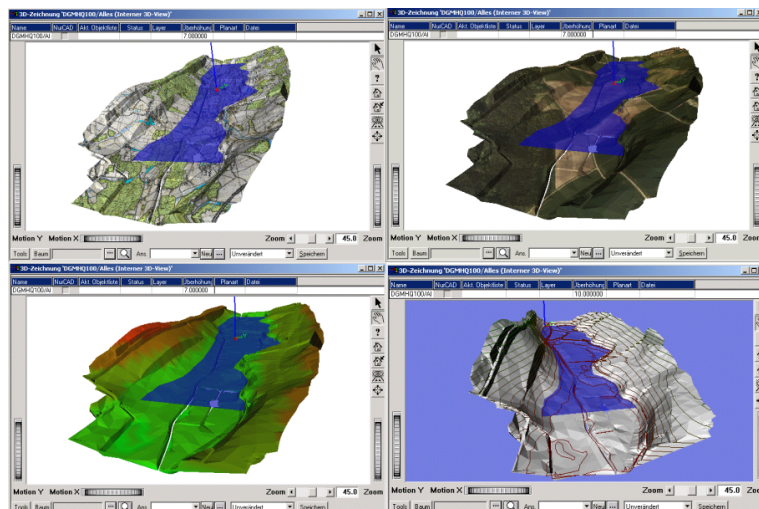 3D-Zeichnung 'DGMHQ100/Alles (Interner 3D-View)'
Name NurCAD Akt. Objektliste Status Layer Überhöhung Planart Datei
DGMHQ100/Al 7.000000
Motion Y Motion X Zoom 45.0 Zoom
Tools Baum ... Ans. Neu ... Unverändert Speichern
3D-Zeichnung 'DGMHQ100/Alles (Interner 3D-View)'
Name NurCAD Akt. Objektliste Status Layer Überhöhung Planart Datei
DGMHQ100/Al 7.000000
Motion Y Motion X Zoom 45.0 Zoom
Tools Baum ... Ans. Neu ... Unverändert Speichern
3D-Zeichnung 'DGMHQ100/Alles (Interner 3D-View)'
Name NurCAD Akt. Objektliste Status Layer Überhöhung Planart Datei
DGMHQ100/Al 7.000000
Motion Y Motion X Zoom 45.0 Zoom
Tools Baum ... Ans. Neu ... Unverändert Speichern
3D-Zeichnung 'DGMHQ100/Alles (Interner 3D-View)'
Name NurCAD Akt. Objektliste Status Layer Überhöhung Planart Datei
DGMHQ100/Al 10.000000
Motion Y Motion X Zoom 45.0 Zoom
Tools Baum ... Ans. Neu ... Unverändert Speichern